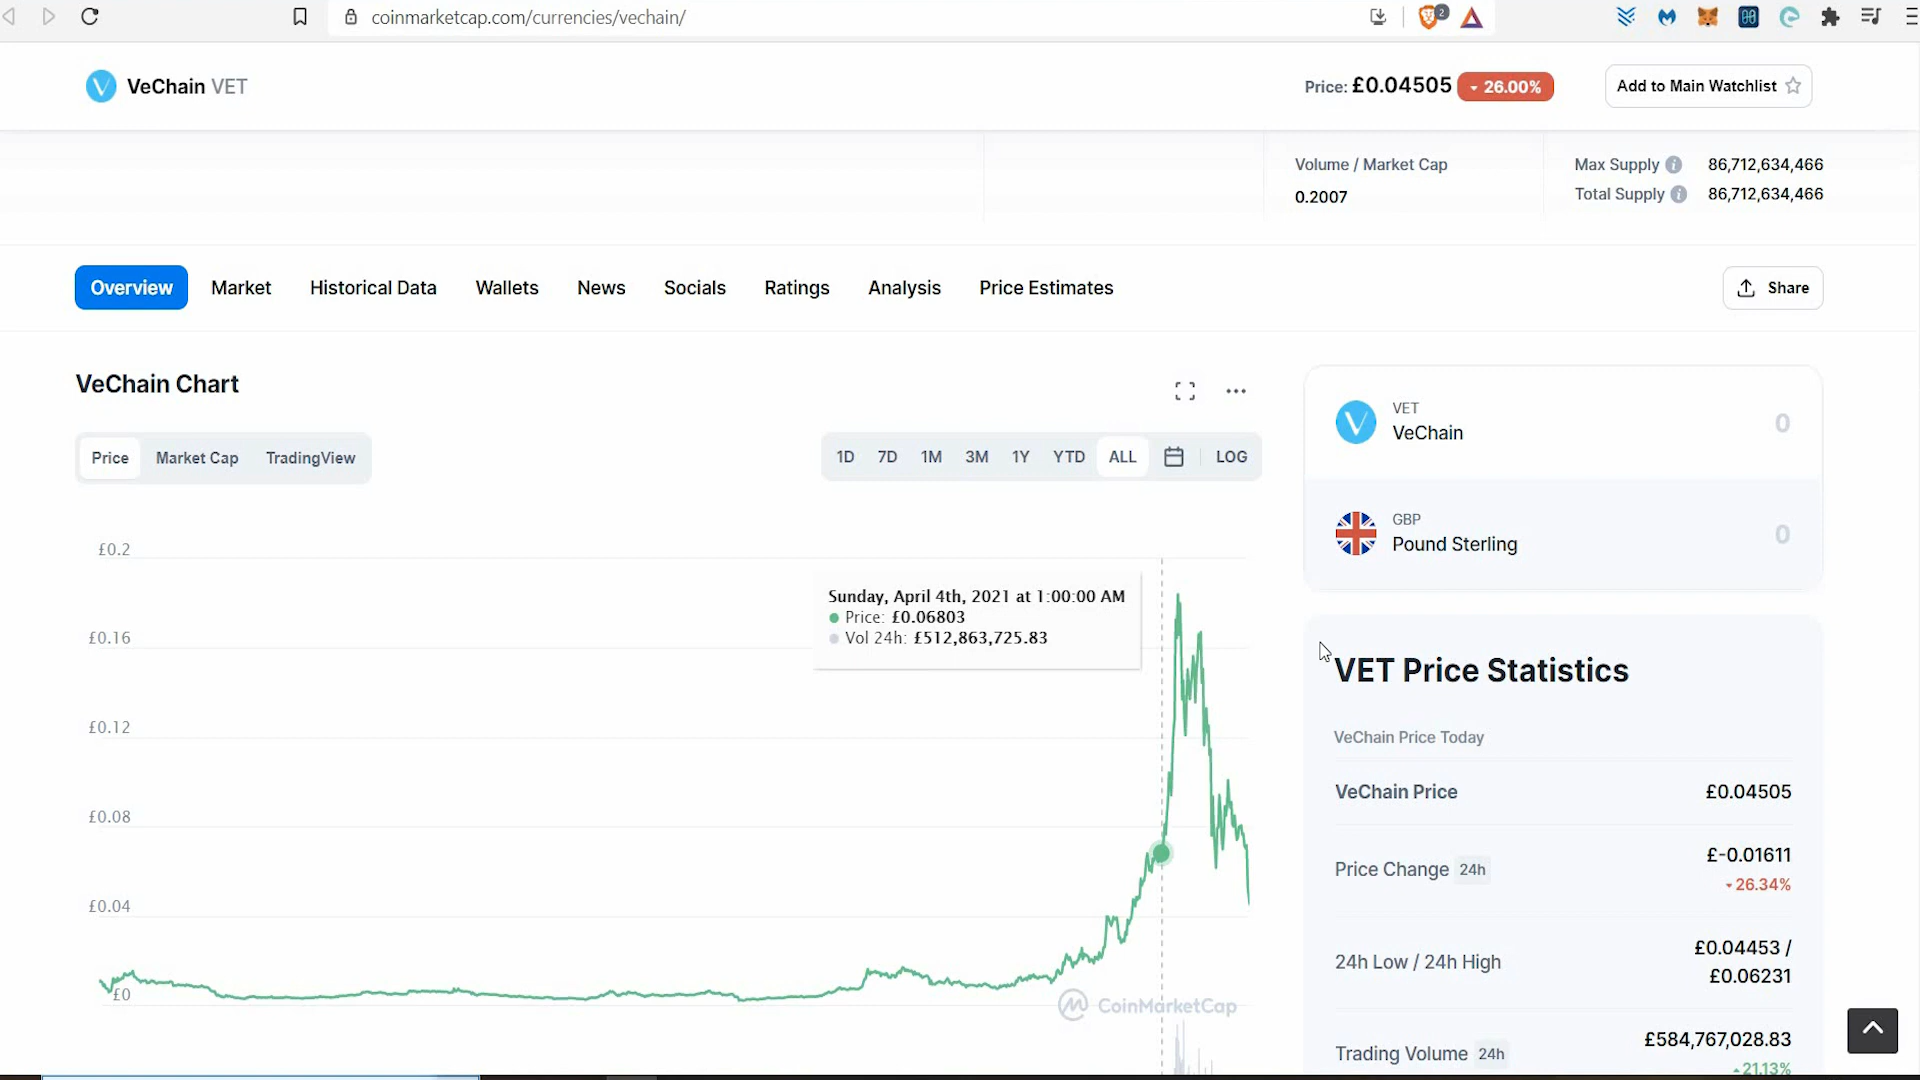 coinmarketcap.com/currencies/vechain/
2
VeChain VET
Price: £0.04505 26.00%
Add to Main Watchlist
Volume / Market Cap
0.2007
Max Supply 86,712,634,466
Total Supply 86,712,634,466
Overview Market Historical Data Wallets News Socials Ratings Analysis Price Estimates
Share
VeChain Chart
Price Market Cap TradingView
1D 7D 1M 3M 1Y YTD ALL LOG
£0.2
£0.16
£0.12
£0.08
£0.04
£0
Sunday, April 4th, 2021 at 1:00:00 AM
Price: £0.06803
Vol 24h: £512,863,725.83
CoinMarketCap
VET
VeChain
0
GBP
Pound Sterling
0
VET Price Statistics
VeChain Price Today
VeChain Price £0.04505
Price Change 24h £-0.01611
26.34%
24h Low / 24h High £0.04453 /
£0.06231
Trading Volume 24h £584,767,028.83
21.13%